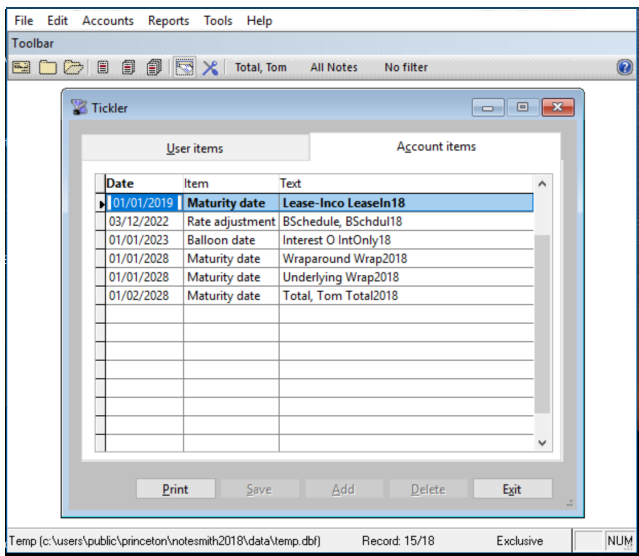 File Edit Accounts Reports Tools Help
Toolbar
Total, Tom All Notes No filter
Tickler
User items Account items
Date Item Text
01/01/2019 Maturity date Lease-Inco LeaseIn18
03/12/2022 Rate adjustment BSchedule, BSchdul18
01/01/2023 Balloon date Interest O IntOnly18
01/01/2028 Maturity date Wraparound Wrap2018
01/01/2028 Maturity date Underlying Wrap2018
01/02/2028 Maturity date Total, Tom Total2018
Print Save Add Delete Exit
Temp (c:\users\public\princeton\notesmith2018\data\temp.dbf) Record: 15/18 Exclusive NUM